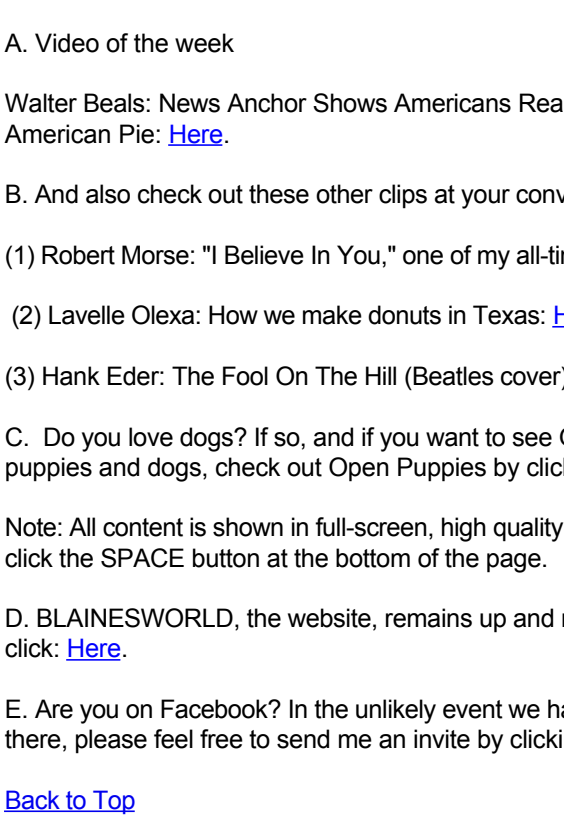 A. Video of the week
Walter Beals: News Anchor Shows Americans Rea
American Pie: Here.
B. And also check out these other clips at your conv
(1) Robert Morse: "I Believe In You," one of my all-ti
(2) Lavelle Olexa: How we make donuts in Texas: H
(3) Hank Eder: The Fool On The Hill (Beatles cover)
C. Do you love dogs? If so, and if you want to see
puppies and dogs, check out Open Puppies by clic
Note: All content is shown in full-screen, high quality
click the SPACE button at the bottom of the page.
D. BLAINESWORLD, the website, remains up and
click: Here.
E. Are you on Facebook? In the unlikely event we ha
there, please feel free to send me an invite by clicki
Back to Top